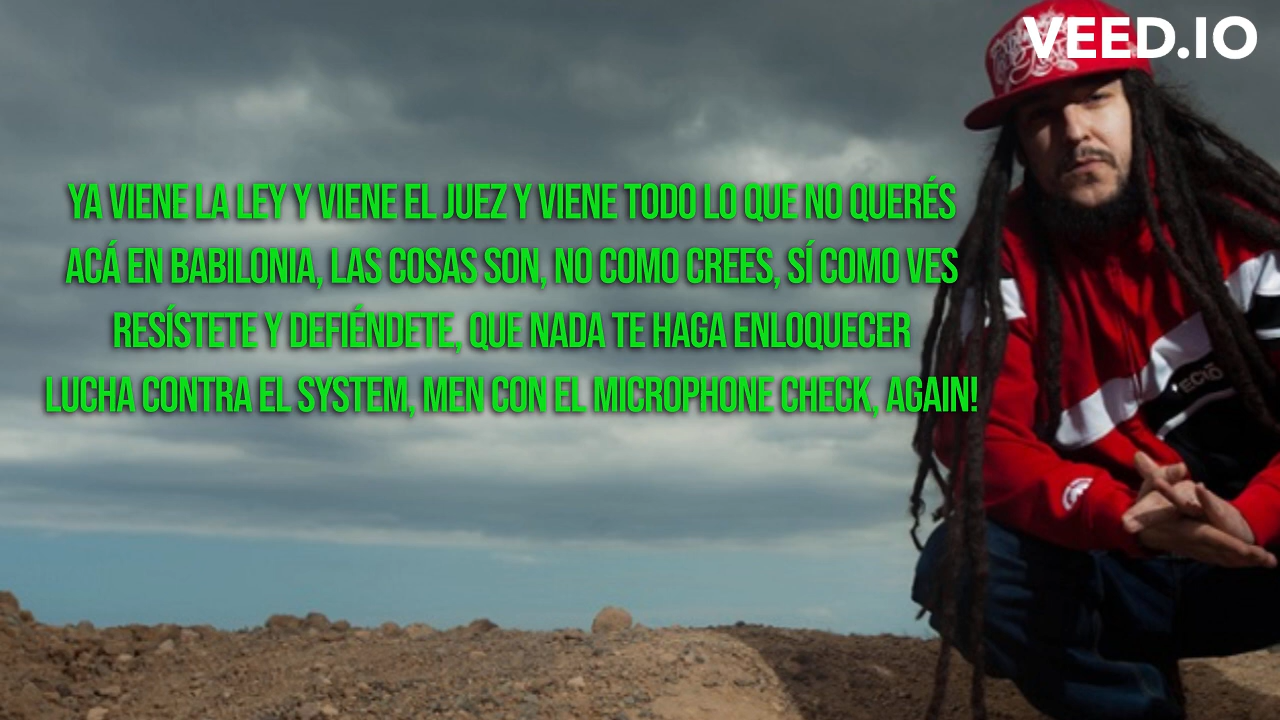 VEED.IO
YA VIENE LA LEY Y VIENE EL JUEZ Y VIENE TODO LO QUE NO QUERÉS
ACÁ EN BABILONIA, LAS COSAS SON, NO COMO CREES, SÍ COMO VES
RESÍSTETE Y DEFIÉNDETE, QUE NADA TE HAGA ENLOQUECER
LUCHA CONTRA EL SYSTEM, MEN CON EL MICROPHONE CHECK, AGAIN!
ECKŌ